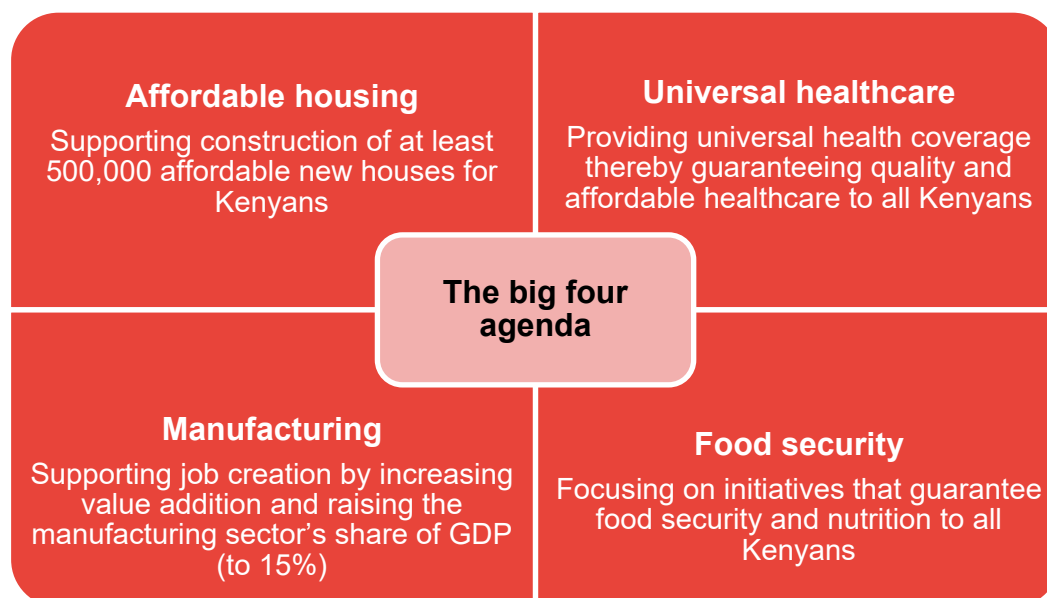 Affordable housing
Supporting construction of at least
500,000 affordable new houses for
Kenyans
Universal healthcare
Providing universal health coverage
thereby guaranteeing quality and
affordable healthcare to all Kenyans
The big four
agenda
Manufacturing
Supporting job creation by increasing
value addition and raising the
manufacturing sector’s share of GDP
(to 15%)
Food security
Focusing on initiatives that guarantee
food security and nutrition to all
Kenyans